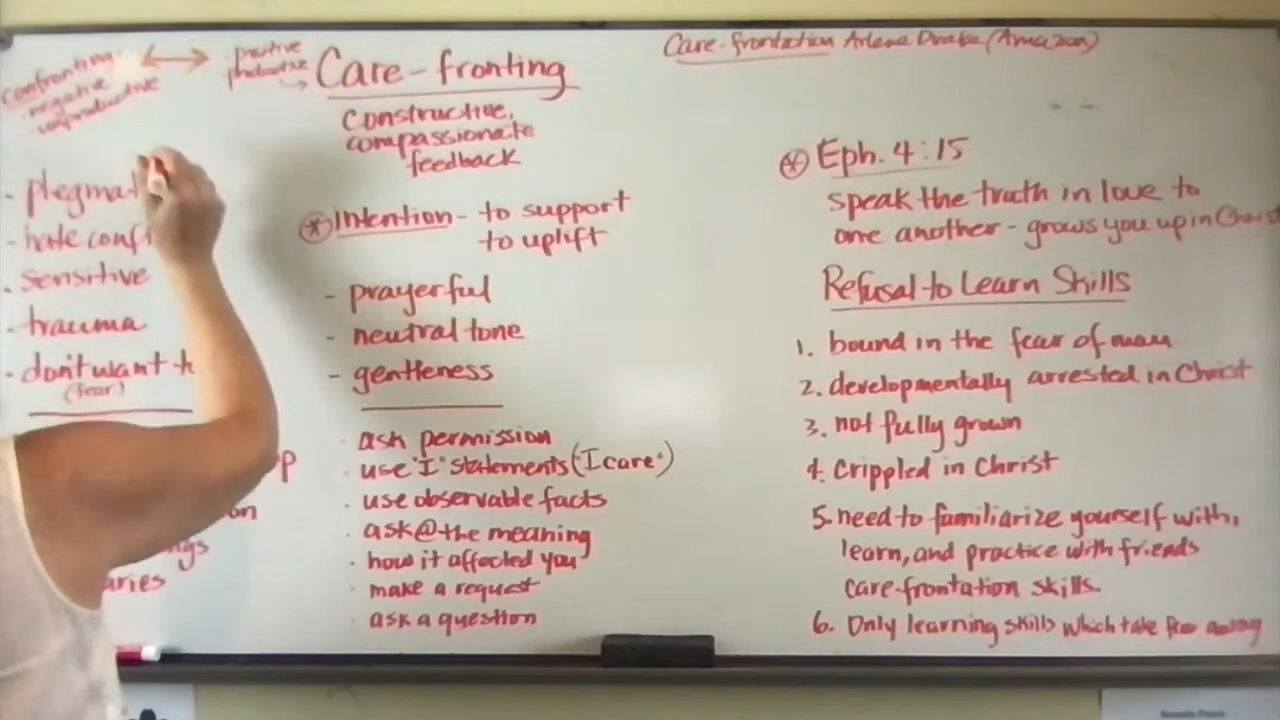 confronting
- negative
- unproductive
positive
productive
Care-fronting
constructive,
compassionate
feedback
- plegmat
- hate conf
- sensitive
- trauma
- don't want t
(fear)
p
on
ngs
aries
* Intention - to support
to uplift
- prayerful
- neutral tone
- gentleness
· ask permission
· use "I" statements ("I care")
· use observable facts
· ask @ the meaning
· how it affected you
· make a request
· ask a question
Care-frontation Arlene (Amazon)
* Eph. 4:15
speak the truth in love to
one another - grows you up in Christ
Refusal to Learn Skills
1. bound in the fear of man
2. developmentally arrested in Christ
3. not fully grown
4. Crippled in Christ
5. need to familiarize yourself with,
learn, and practice with friends
care-frontation skills.
6. Only learning skills which take fear away